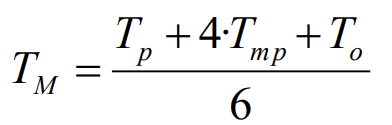 T_M = (T_p + 4·T_mp + T_o) / 6